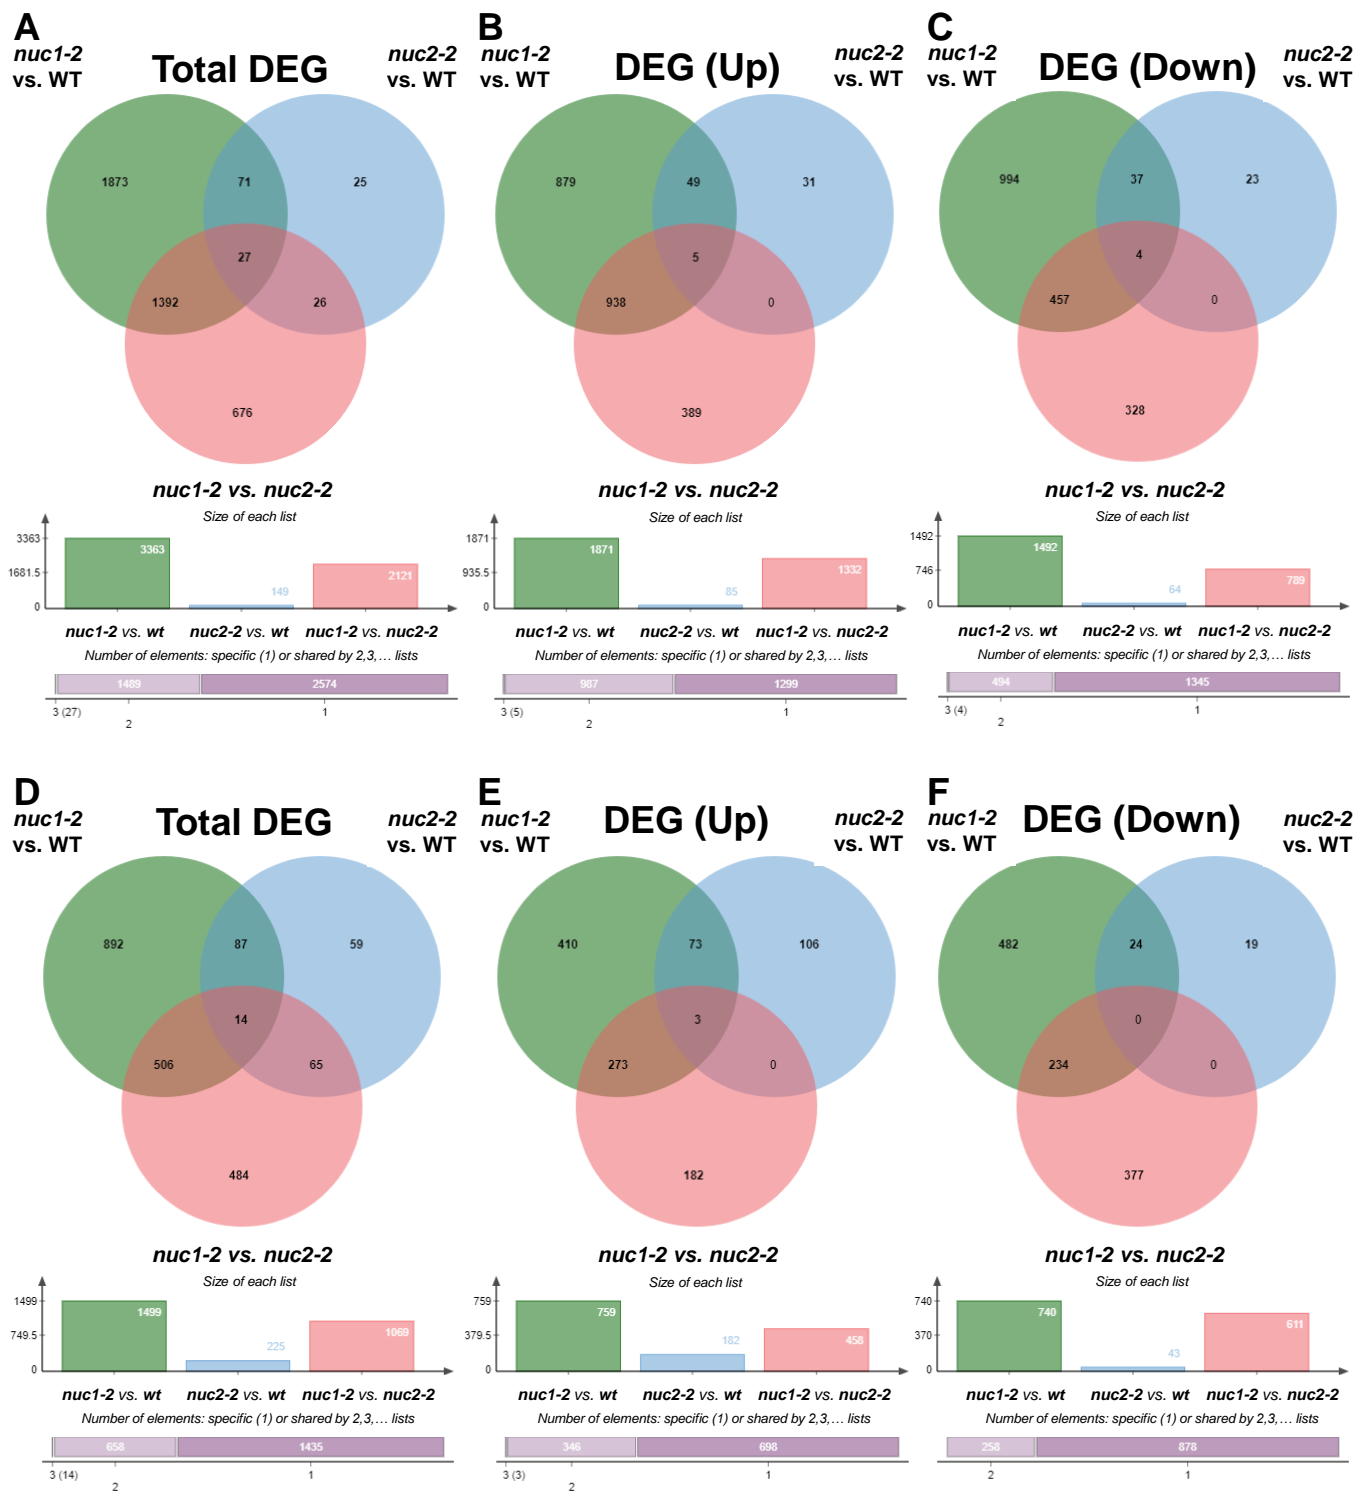 A
nuc1-2
vs. WT
Total DEG
nuc2-2
vs. WT
1873
71
25
27
1392
26
676
nuc1-2 vs. nuc2-2
Size of each list
3363
1681.5
0
3363
149
2121
nuc1-2 vs. wt
nuc2-2 vs. wt
nuc1-2 vs. nuc2-2
Number of elements: specific (1) or shared by 2,3,... lists
1489
2574
3 (27)
2
1
B
nuc1-2
vs. WT
DEG (Up)
nuc2-2
vs. WT
879
49
31
5
938
0
389
nuc1-2 vs. nuc2-2
Size of each list
1871
935.5
0
1871
85
1332
nuc1-2 vs. wt
nuc2-2 vs. wt
nuc1-2 vs. nuc2-2
Number of elements: specific (1) or shared by 2,3,... lists
987
1299
3 (5)
2
1
C
nuc1-2
vs. WT
DEG (Down)
nuc2-2
vs. WT
994
37
23
4
457
0
328
nuc1-2 vs. nuc2-2
Size of each list
1492
746
0
1492
64
789
nuc1-2 vs. wt
nuc2-2 vs. wt
nuc1-2 vs. nuc2-2
Number of elements: specific (1) or shared by 2,3,... lists
494
1345
3 (4)
2
1
D
nuc1-2
vs. WT
Total DEG
nuc2-2
vs. WT
892
87
59
14
506
65
484
nuc1-2 vs. nuc2-2
Size of each list
1499
749.5
0
1499
225
1069
nuc1-2 vs. wt
nuc2-2 vs. wt
nuc1-2 vs. nuc2-2
Number of elements: specific (1) or shared by 2,3,... lists
658
1435
3 (14)
2
1
E
nuc1-2
vs. WT
DEG (Up)
nuc2-2
vs. WT
410
73
106
3
273
0
182
nuc1-2 vs. nuc2-2
Size of each list
759
379.5
0
759
182
458
nuc1-2 vs. wt
nuc2-2 vs. wt
nuc1-2 vs. nuc2-2
Number of elements: specific (1) or shared by 2,3,... lists
346
698
3 (3)
2
1
F
nuc1-2
vs. WT
DEG (Down)
nuc2-2
vs. WT
482
24
19
0
234
0
377
nuc1-2 vs. nuc2-2
Size of each list
740
370
0
740
43
611
nuc1-2 vs. wt
nuc2-2 vs. wt
nuc1-2 vs. nuc2-2
Number of elements: specific (1) or shared by 2,3,... lists
258
878
2
1